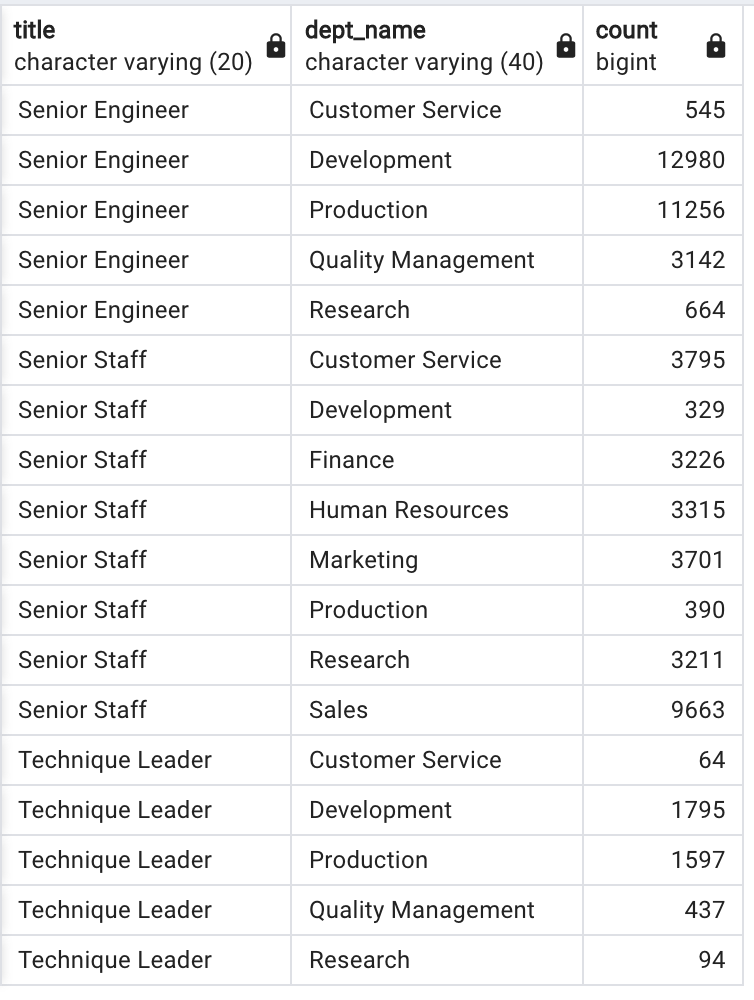 title dept_name count
character varying (20) character varying (40) bigint
Senior Engineer Customer Service 545
Senior Engineer Development 12980
Senior Engineer Production 11256
Senior Engineer Quality Management 3142
Senior Engineer Research 664
Senior Staff Customer Service 3795
Senior Staff Development 329
Senior Staff Finance 3226
Senior Staff Human Resources 3315
Senior Staff Marketing 3701
Senior Staff Production 390
Senior Staff Research 3211
Senior Staff Sales 9663
Technique Leader Customer Service 64
Technique Leader Development 1795
Technique Leader Production 1597
Technique Leader Quality Management 437
Technique Leader Research 94